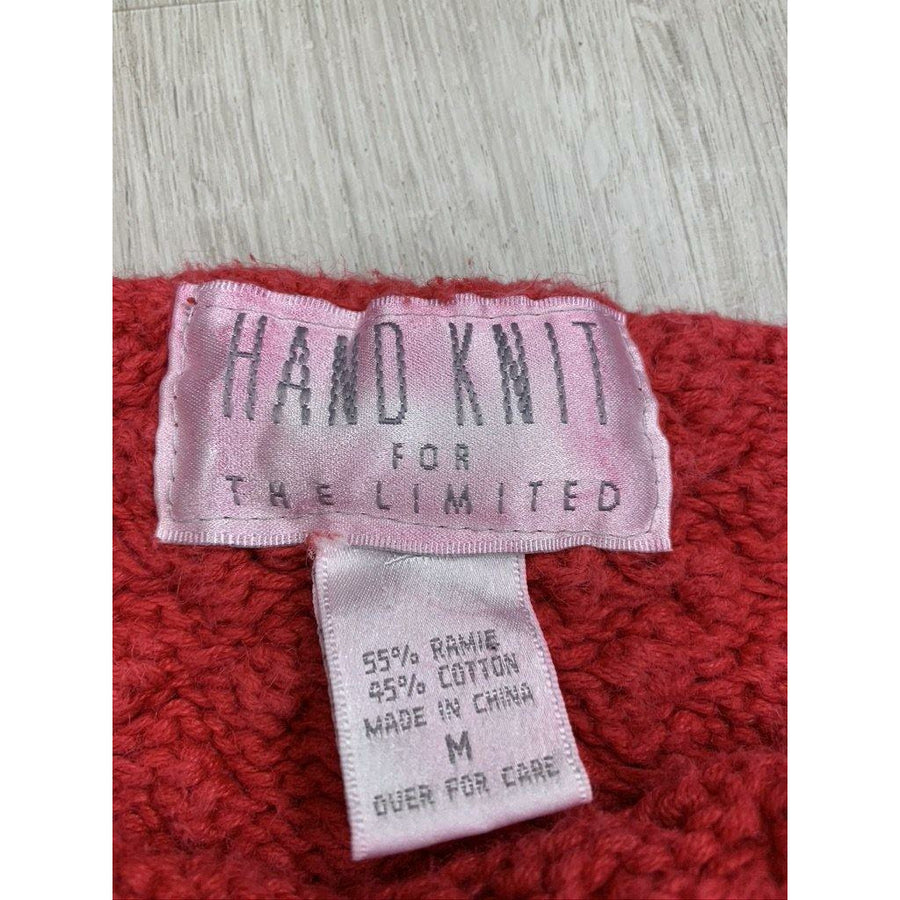 HAND KNIT
FOR
THE LIMITED
55% RAMIE
45% COTTON
MADE IN CHINA
M
OVER FOR CARE